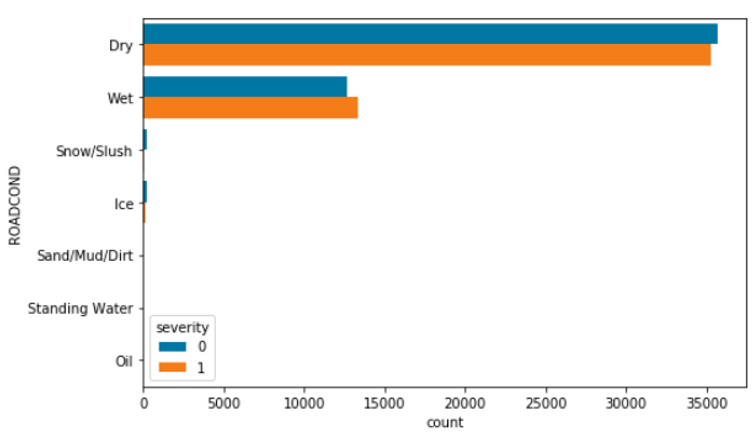 ROADCOND
Dry
Wet
Snow/Slush
Ice
Sand/Mud/Dirt
Standing Water
Oil
severity
0
1
0 5000 10000 15000 20000 25000 30000 35000
count